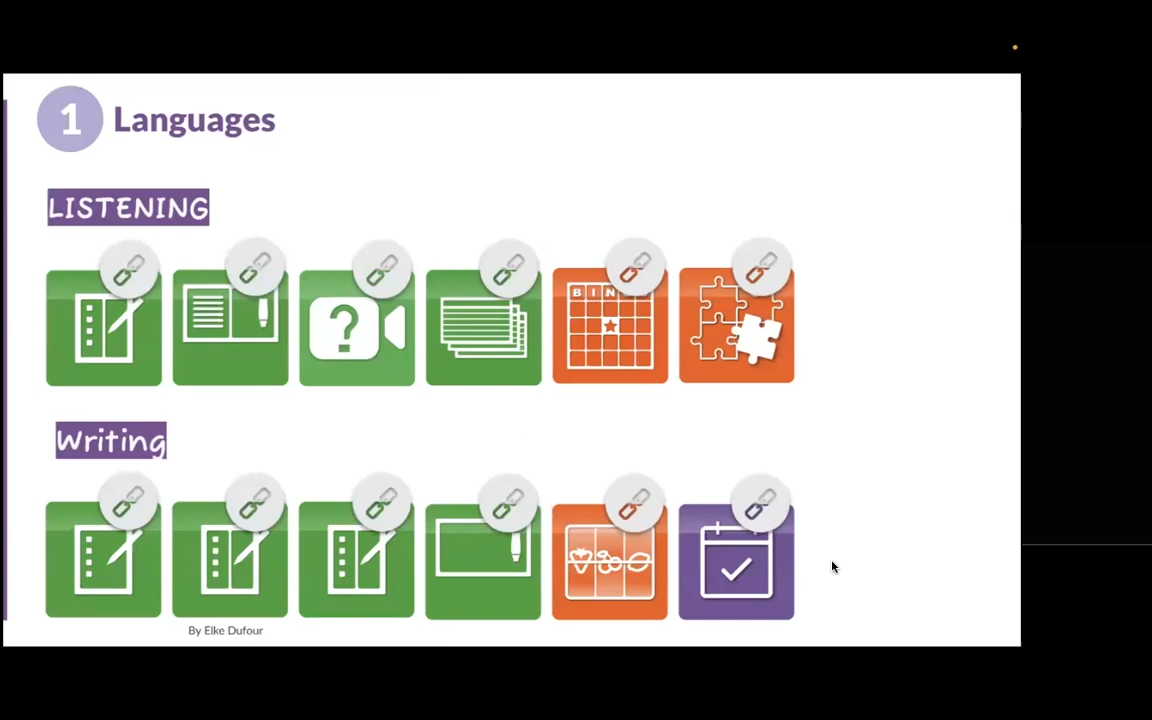 1 Languages
LISTENING
?
B I N
Writing
By Elke Dufour